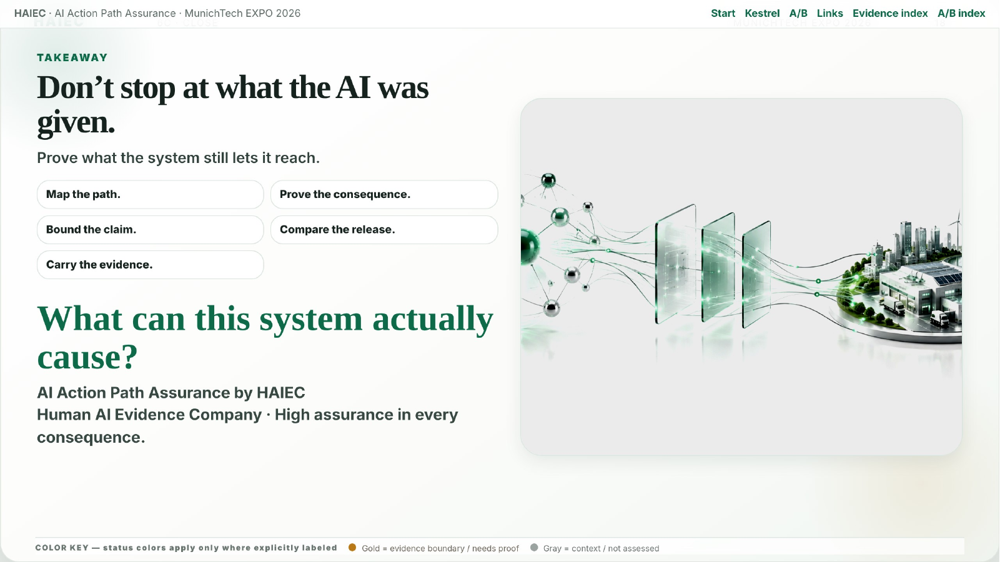 HAIEC · AI Action Path Assurance · MunichTech EXPO 2026
Start Kestrel A/B Links Evidence index A/B index
TAKEAWAY
Don’t stop at what the AI was
given.
Prove what the system still lets it reach.
Map the path.
Prove the consequence.
Bound the claim.
Compare the release.
Carry the evidence.
What can this system actually
cause?
AI Action Path Assurance by HAIEC
Human AI Evidence Company · High assurance in every
consequence.
COLOR KEY — status colors apply only where explicitly labeled
Gold = evidence boundary / needs proof
Gray = context / not assessed